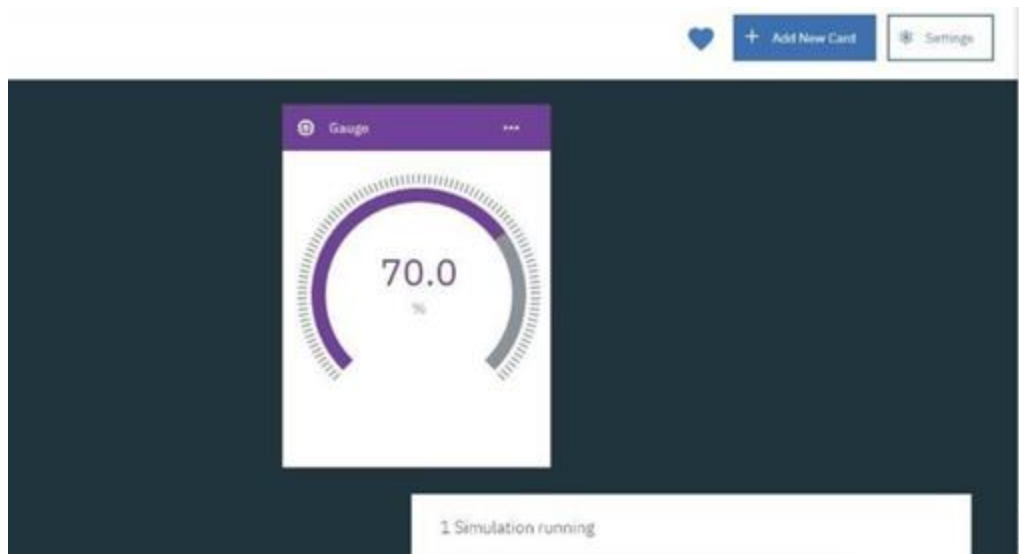 + Add New Card
Settings
Gauge
70.0
%
1 Simulation running